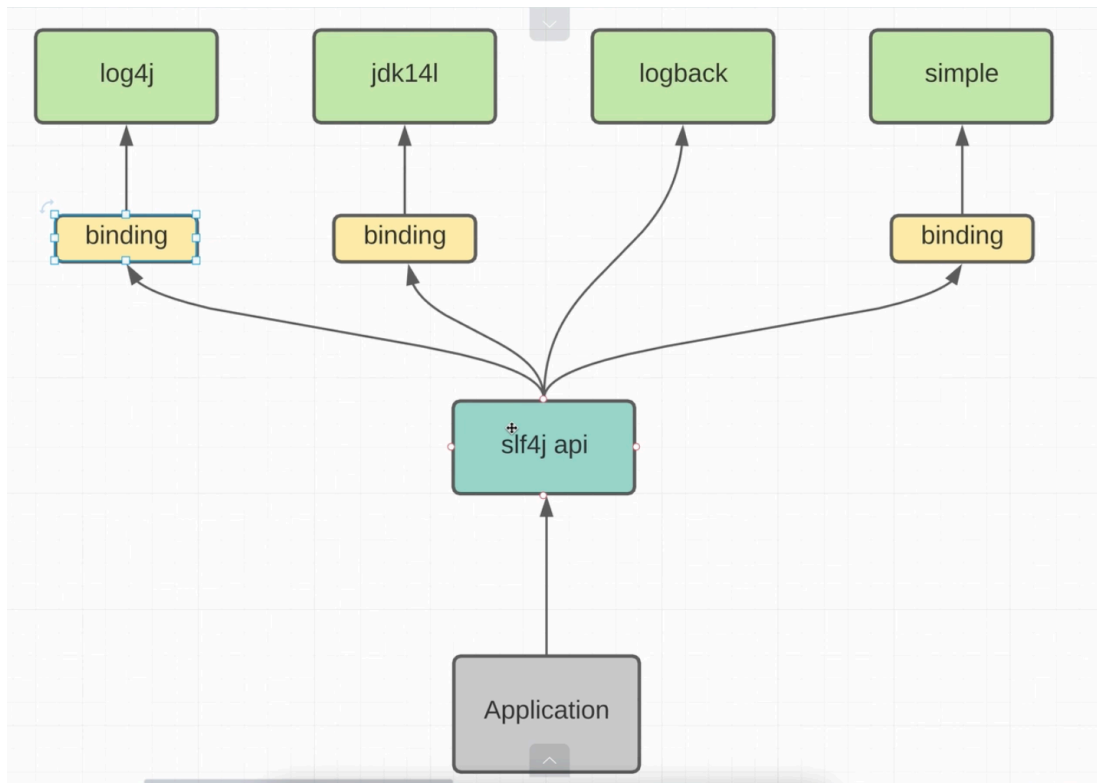 log4j
jdk14l
logback
simple
binding
binding
binding
slf4j api
Application